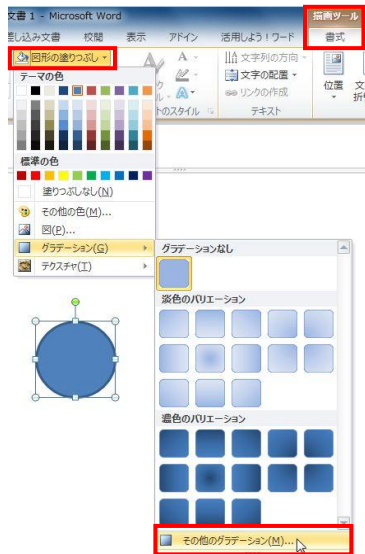 文書 1 - Microsoft Word
描画ツール
差し込み文書 校閲 表示 アドイン 活用しよう！ワード 書式
図形の塗りつぶし
文字列の方向
文字の配置
リンクの作成
位置
トのスタイル
テキスト
テーマの色
標準の色
塗りつぶしなし(N)
その他の色(M)...
図(P)...
グラデーション(G)
テクスチャ(T)
グラデーションなし
淡色のバリエーション
濃色のバリエーション
その他のグラデーション(M)...